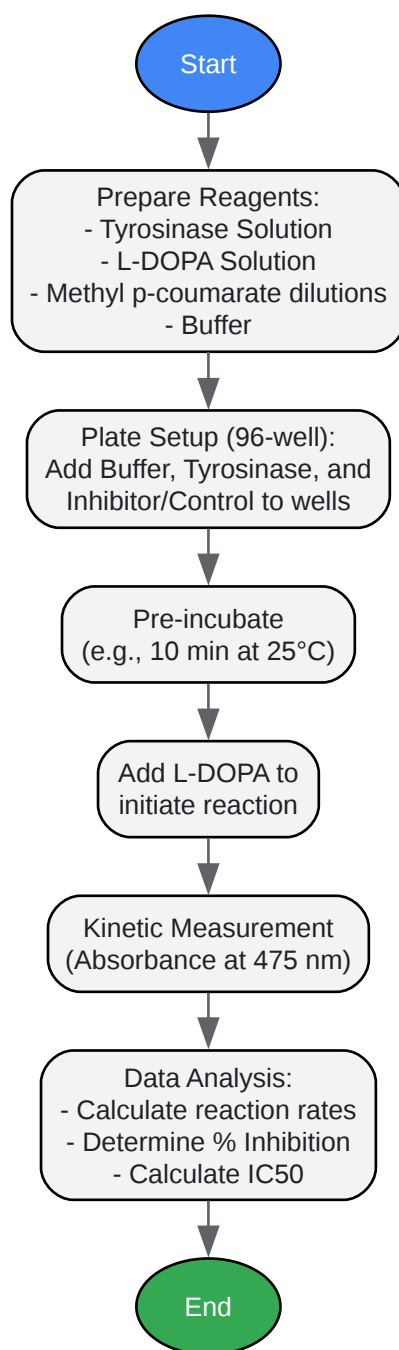 Start
Prepare Reagents:
- Tyrosinase Solution
- L-DOPA Solution
- Methyl p-coumarate dilutions
- Buffer
Plate Setup (96-well):
Add Buffer, Tyrosinase, and
Inhibitor/Control to wells
Pre-incubate
(e.g., 10 min at 25°C)
Add L-DOPA to
initiate reaction
Kinetic Measurement
(Absorbance at 475 nm)
Data Analysis:
- Calculate reaction rates
- Determine % Inhibition
- Calculate IC50
End